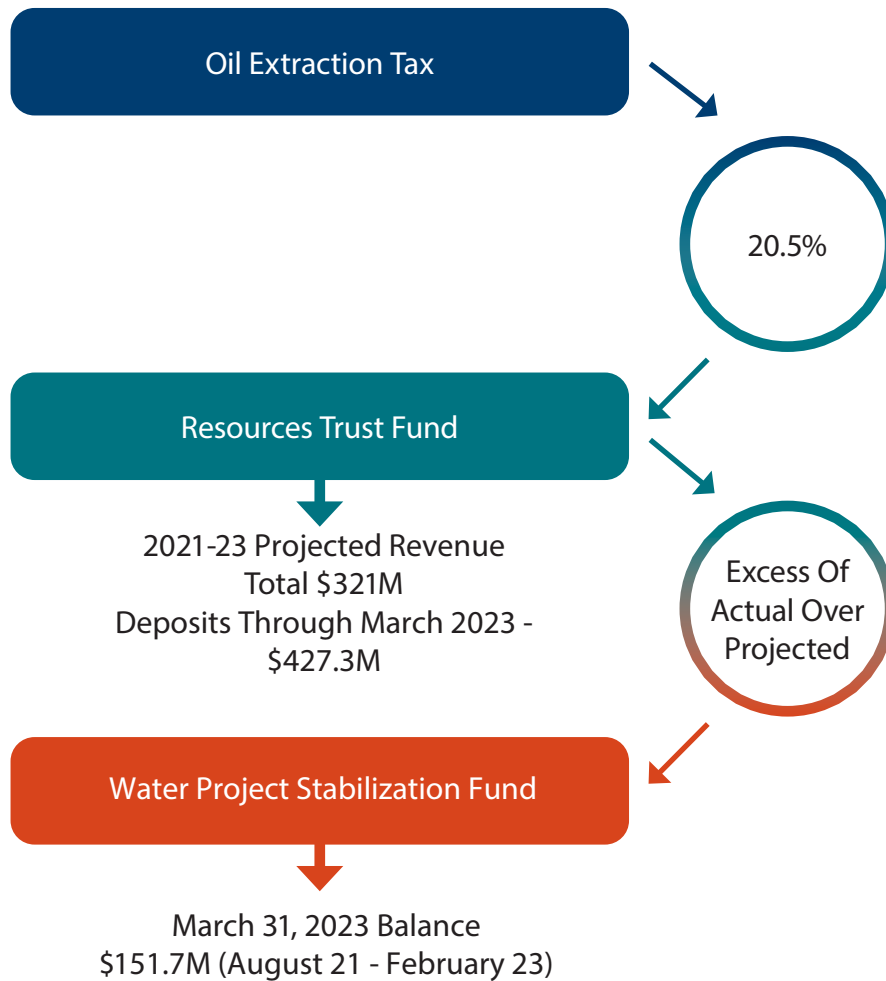 Oil Extraction Tax
20.5%
Resources Trust Fund
2021-23 Projected Revenue
Total $321M
Deposits Through March 2023 -
$427.3M
Excess Of
Actual Over
Projected
Water Project Stabilization Fund
March 31, 2023 Balance
$151.7M (August 21 - February 23)